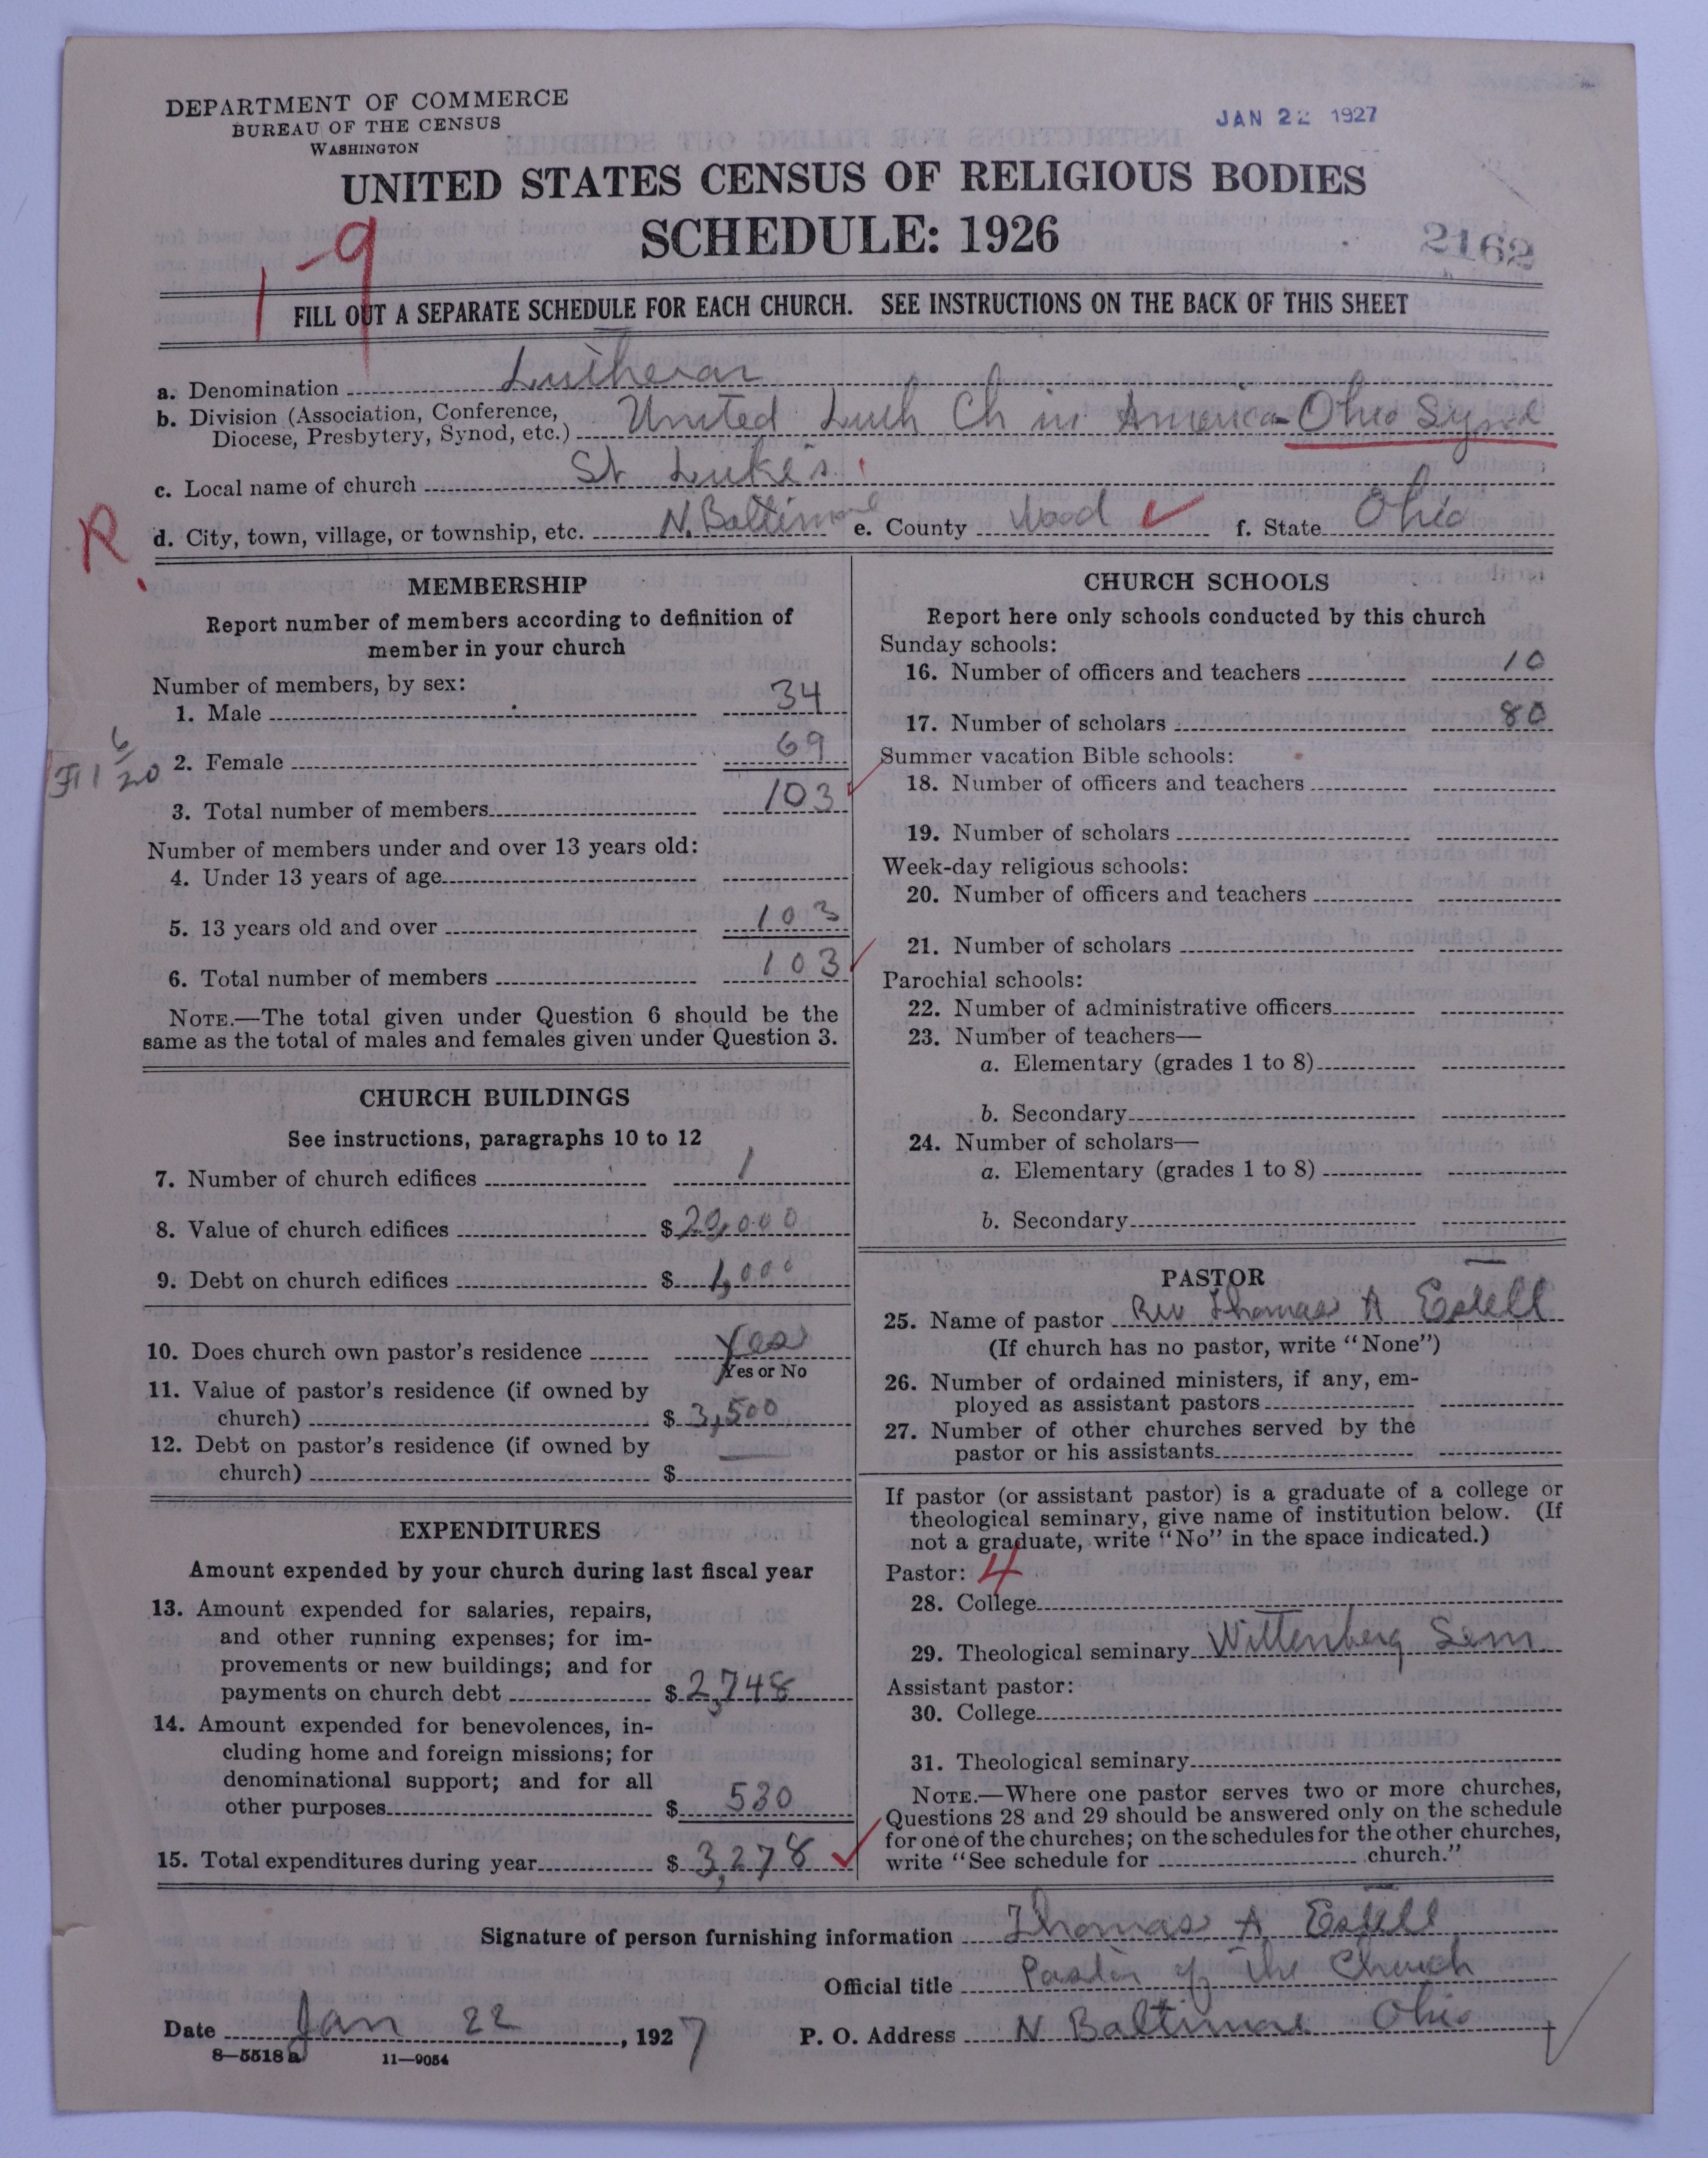 DEPARTMENT OF COMMERCE
BUREAU OF THE CENSUS
WASHINGTON
JAN 22 1927
UNITED STATES CENSUS OF RELIGIOUS BODIES
SCHEDULE: 1926
1-9
2162
FILL OUT A SEPARATE SCHEDULE FOR EACH CHURCH. SEE INSTRUCTIONS ON THE BACK OF THIS SHEET
a. Denomination Lutheran
b. Division (Association, Conference,
Diocese, Presbytery, Synod, etc.) United Luth Ch in America-Ohio Synod
c. Local name of church St Luke's
R
d. City, town, village, or township, etc. N. Baltimore e. County Wood f. State Ohio
MEMBERSHIP
Report number of members according to definition of
member in your church
Number of members, by sex:
1. Male 34
2. Female 69
3. Total number of members 103
Number of members under and over 13 years old:
4. Under 13 years of age
5. 13 years old and over 103
6. Total number of members 103
NOTE.—The total given under Question 6 should be the
same as the total of males and females given under Question 3.
CHURCH BUILDINGS
See instructions, paragraphs 10 to 12
7. Number of church edifices 1
8. Value of church edifices $ 20,000
9. Debt on church edifices $ 1,000
10. Does church own pastor's residence Yes
Yes or No
11. Value of pastor's residence (if owned by
church) $ 3,500
12. Debt on pastor's residence (if owned by
church) $
EXPENDITURES
Amount expended by your church during last fiscal year
13. Amount expended for salaries, repairs,
and other running expenses; for im-
provements or new buildings; and for
payments on church debt $ 2,748
14. Amount expended for benevolences, in-
cluding home and foreign missions; for
denominational support; and for all
other purposes $ 530
15. Total expenditures during year $ 3,278
CHURCH SCHOOLS
Report here only schools conducted by this church
Sunday schools:
16. Number of officers and teachers 10
17. Number of scholars 80
Summer vacation Bible schools:
18. Number of officers and teachers
19. Number of scholars
Week-day religious schools:
20. Number of officers and teachers
21. Number of scholars
Parochial schools:
22. Number of administrative officers
23. Number of teachers—
a. Elementary (grades 1 to 8)
b. Secondary
24. Number of scholars—
a. Elementary (grades 1 to 8)
b. Secondary
PASTOR
25. Name of pastor Rev Thomas A Estell
(If church has no pastor, write "None")
26. Number of ordained ministers, if any, em-
ployed as assistant pastors
27. Number of other churches served by the
pastor or his assistants
If pastor (or assistant pastor) is a graduate of a college or
theological seminary, give name of institution below. (If
not a graduate, write "No" in the space indicated.)
Pastor: 4
28. College
29. Theological seminary Wittenberg Sem
Assistant pastor:
30. College
31. Theological seminary
NOTE.—Where one pastor serves two or more churches,
Questions 28 and 29 should be answered only on the schedule
for one of the churches; on the schedules for the other churches,
write "See schedule for church."
Signature of person furnishing information Thomas A Estell
Official title Pastor of the Church
Date Jan 22, 1927 P. O. Address N Baltimore Ohio
8—5518 a 11—9054